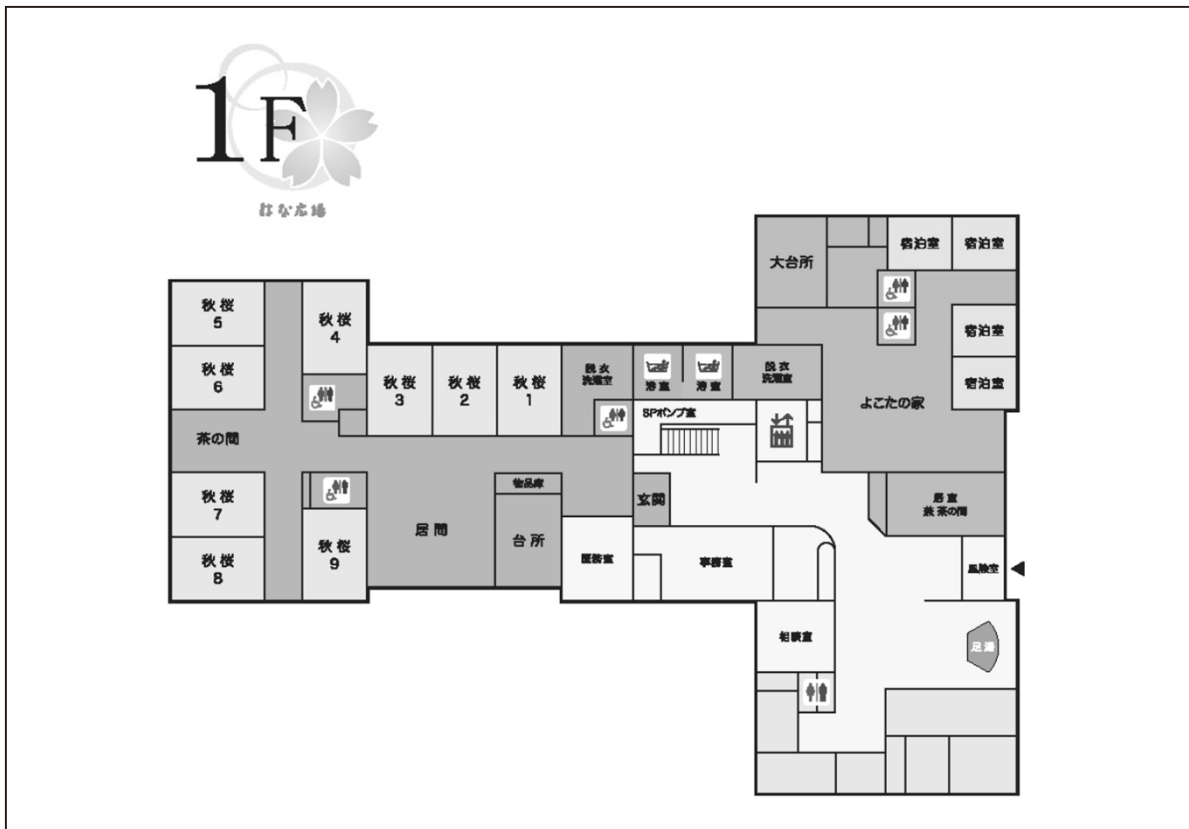 1F
はな広場
大台所
宿泊室
宿泊室
秋桜
5
秋桜
4
秋桜
6
秋桜
3
秋桜
2
秋桜
1
脱衣
洗濯室
浴室
浴室
脱衣
洗濯室
宿泊室
宿泊室
よこたの家
SPポンプ室
茶の間
秋桜
7
物品庫
玄関
居室
兼茶の間
居間
台所
秋桜
8
秋桜
9
医務室
事務室
風除室
相談室
足湯